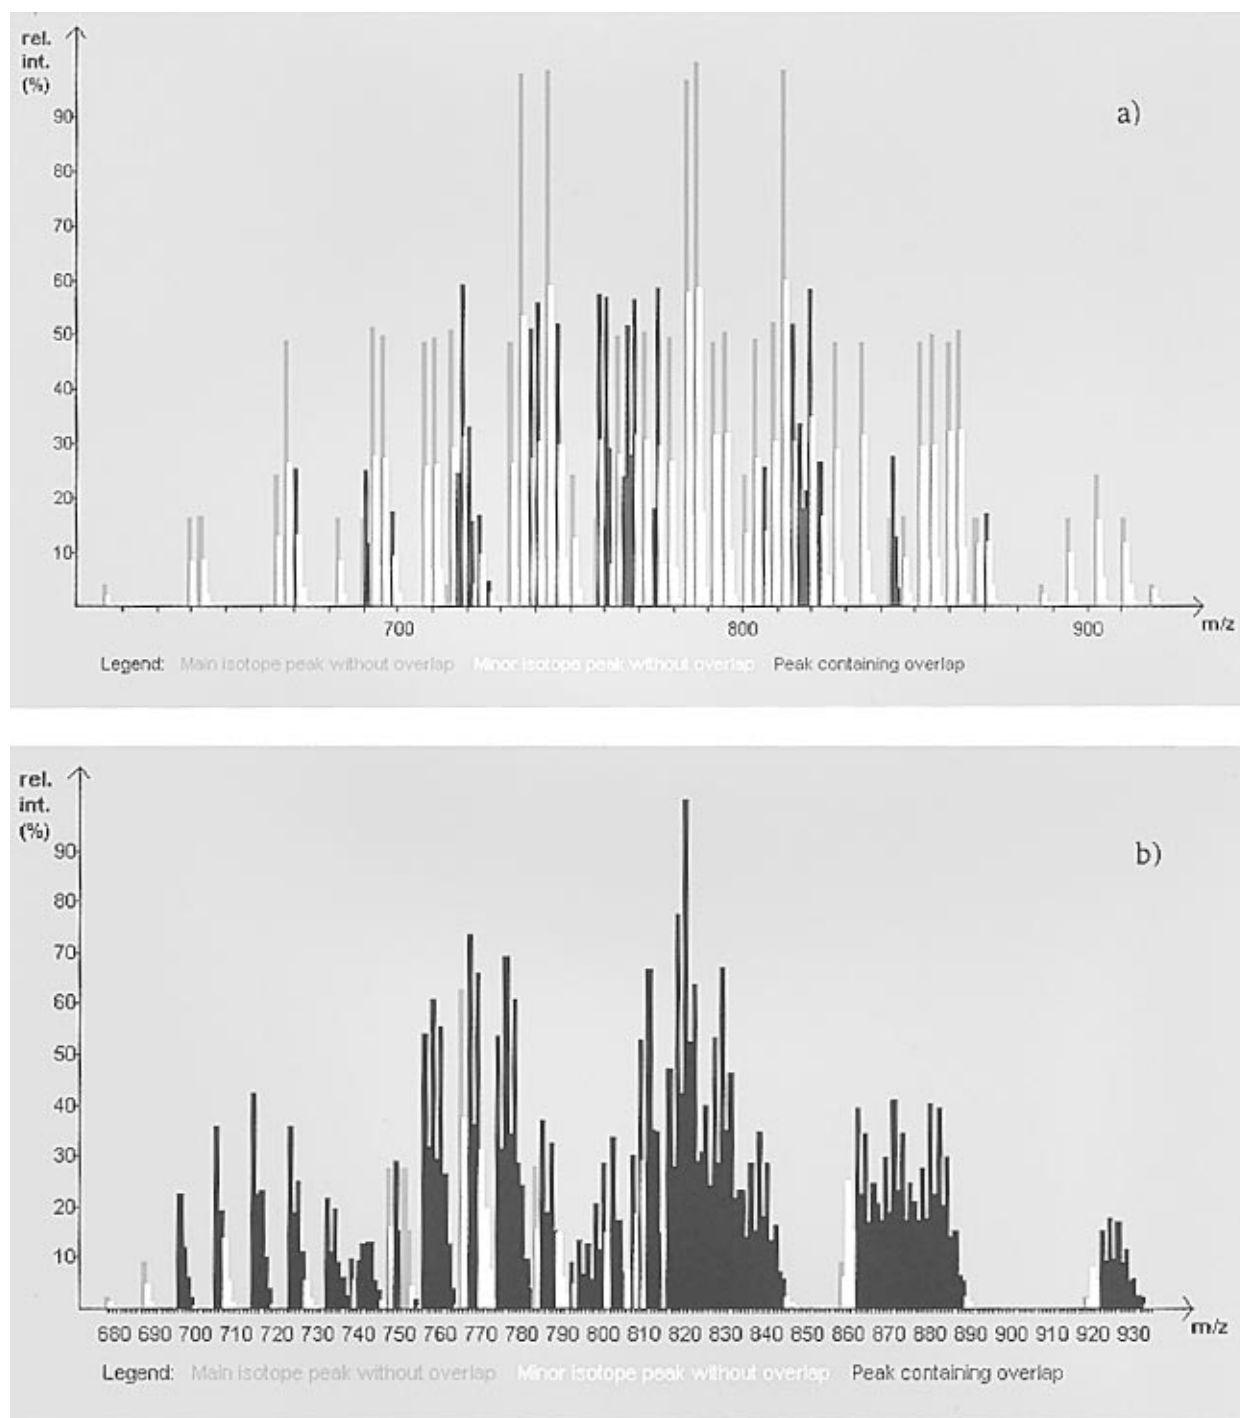 rel.
int.
(%)
a)
90
80
70
60
50
40
30
20
10
700 800 900 m/z
Legend: Main isotope peak without overlap Minor isotope peak without overlap Peak containing overlap
rel.
int.
(%)
b)
90
80
70
60
50
40
30
20
10
680 690 700 710 720 730 740 750 760 770 780 790 800 810 820 830 840 850 860 870 880 890 900 910 920 930 m/z
Legend: Main isotope peak without overlap Minor isotope peak without overlap Peak containing overlap